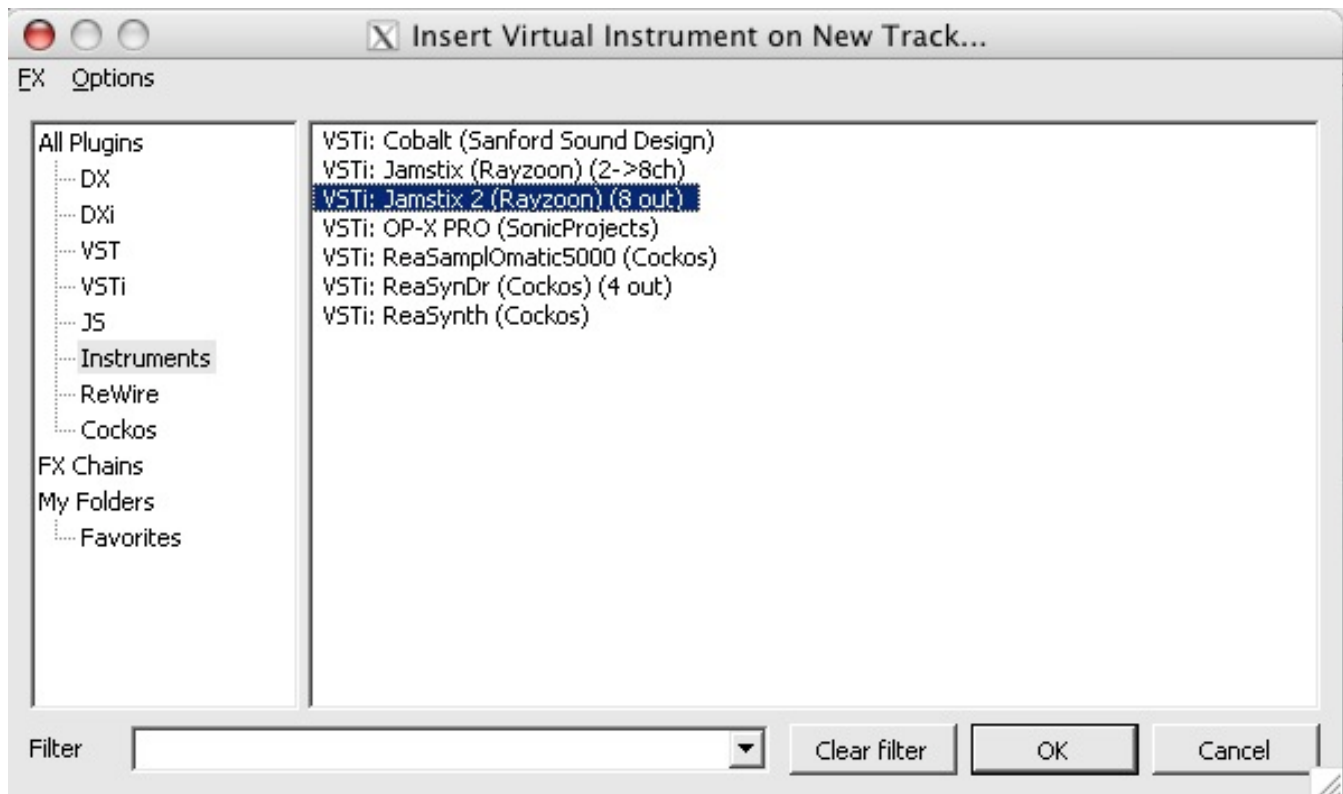 Insert Virtual Instrument on New Track...
FX Options
All Plugins
DX
DXi
VST
VSTi
JS
Instruments
ReWire
Cockos
FX Chains
My Folders
Favorites
VSTi: Cobalt (Sanford Sound Design)
VSTi: Jamstix (Rayzoon) (2->8ch)
VSTi: Jamstix 2 (Rayzoon) (8 out)
VSTi: OP-X PRO (SonicProjects)
VSTi: ReaSamplOmatic5000 (Cockos)
VSTi: ReaSynDr (Cockos) (4 out)
VSTi: ReaSynth (Cockos)
Filter Clear filter OK Cancel